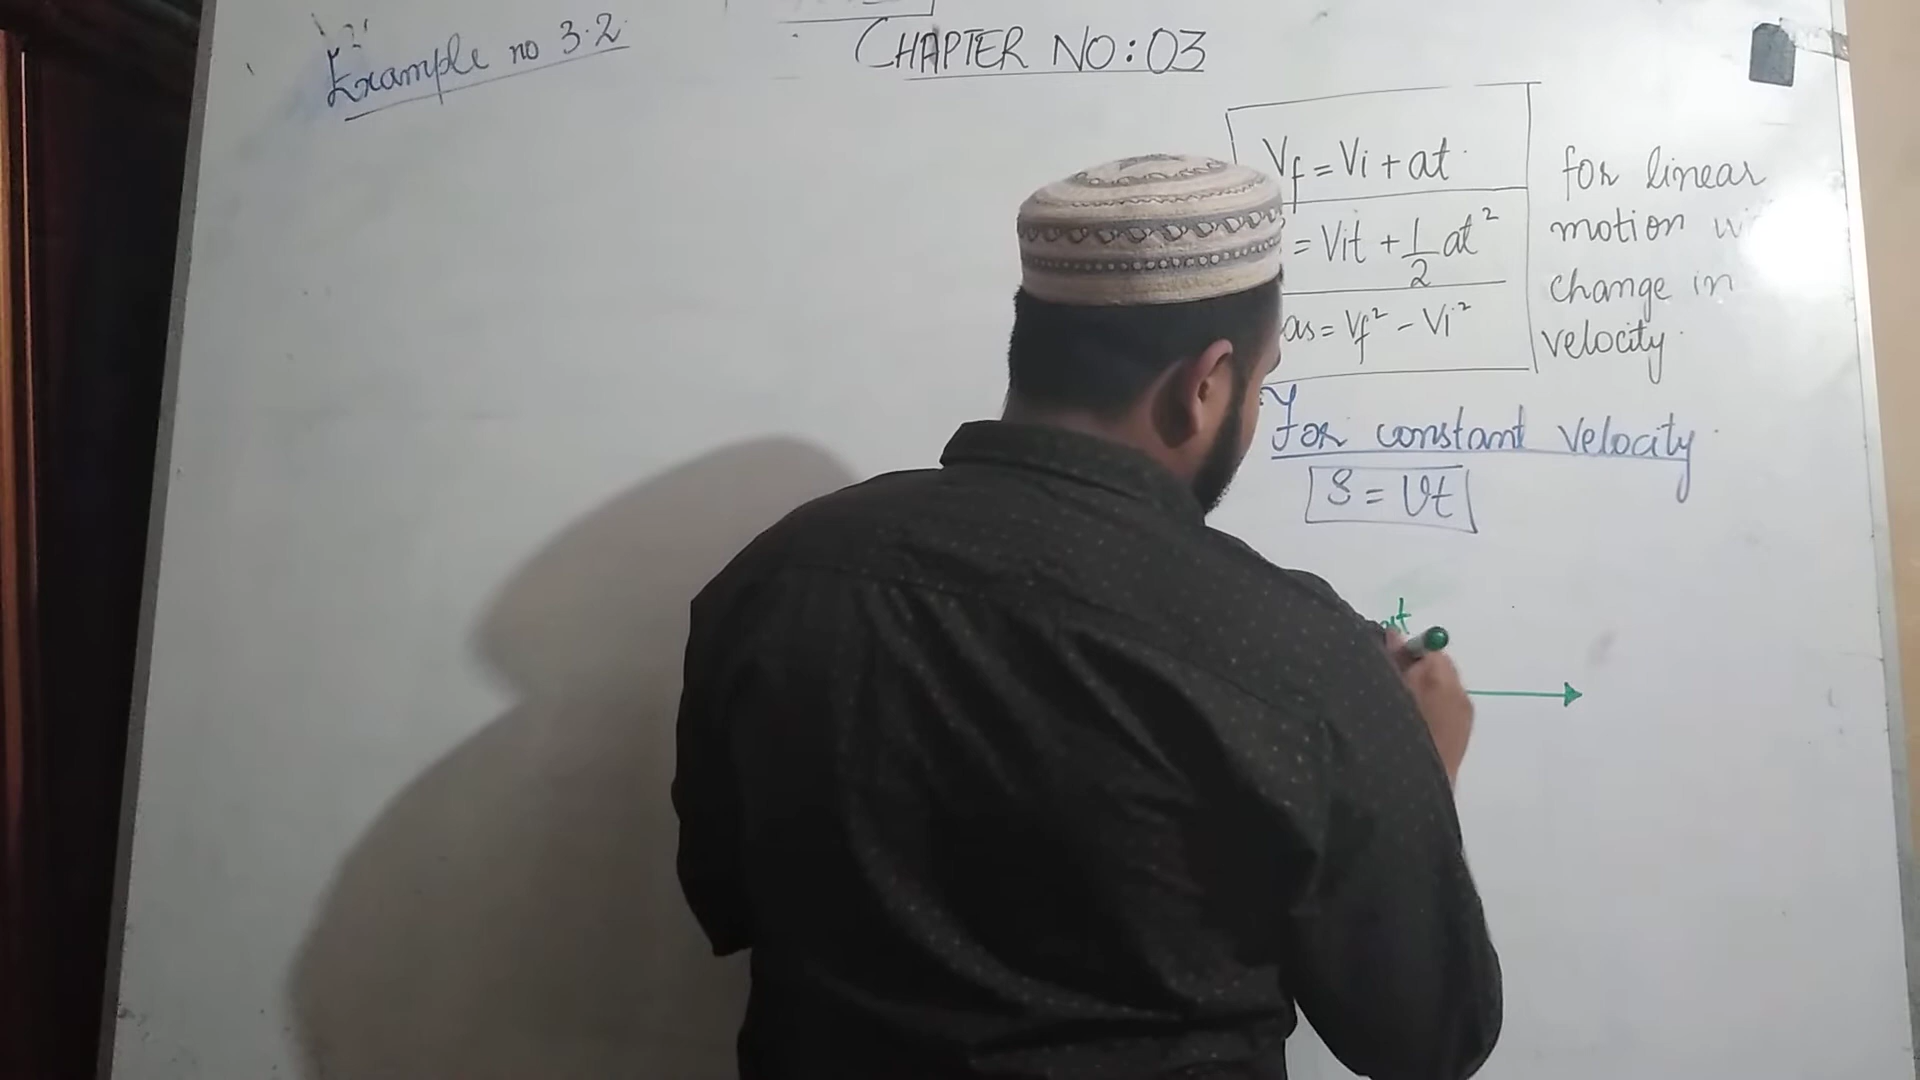 Example no 3.2
CHAPTER NO:03
Vf = Vi + at
= Vit + 1/2 at²
as = Vf² - Vi²
for linear
motion
change in
velocity
For constant velocity
S = Vt